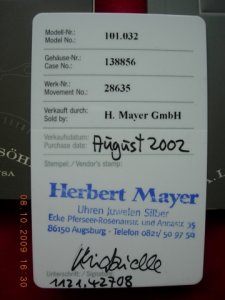 Modell-Nr.:
Model No.: 101.032
Gehäuse-Nr.:
Case No.: 138856
Werk-Nr.:
Movement No.: 28635
Verkauft durch:
Sold by: H. Mayer GmbH
Verkaufsdatum:
Purchase date: August 2002
Stempel / Vendor's stamp:
Herbert Mayer
Uhren Juwelen Silber
Ecke Pferseer-Rosenaustr. und Annastr. 35
86150 Augsburg - Telefon 0821/50 97 50
Unterschrift /
1121.42708
SÖHN
USA
08 10 2009 16:30